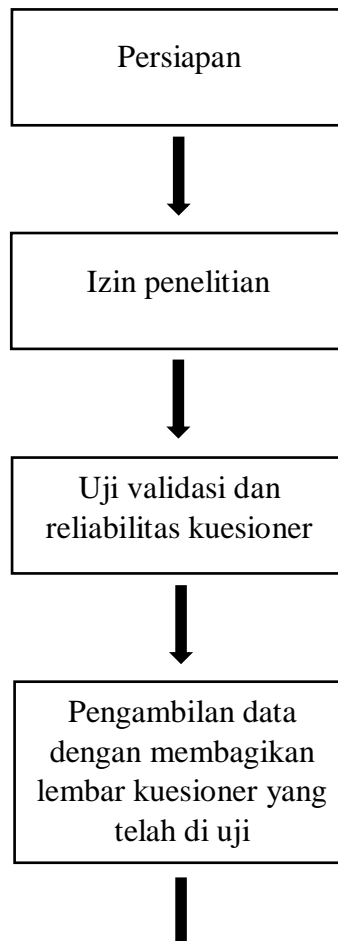 Persiapan
Izin penelitian
Uji validasi dan
reliabilitas kuesioner
Pengambilan data
dengan membagikan
lembar kuesioner yang
telah di uji